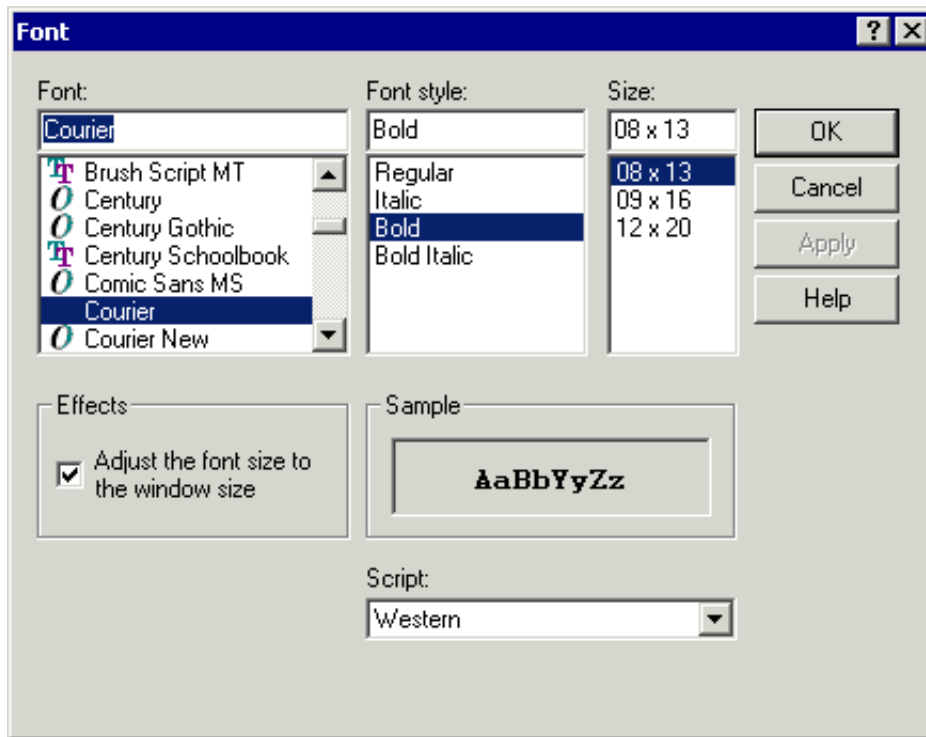 Font
Font:
Courier
Brush Script MT
Century
Century Gothic
Century Schoolbook
Comic Sans MS
Courier
Courier New
Font style:
Bold
Regular
Italic
Bold
Bold Italic
Size:
08 x 13
08 x 13
09 x 16
12 x 20
OK
Cancel
Apply
Help
Effects
Adjust the font size to
the window size
Sample
AaBbYyZz
Script:
Western